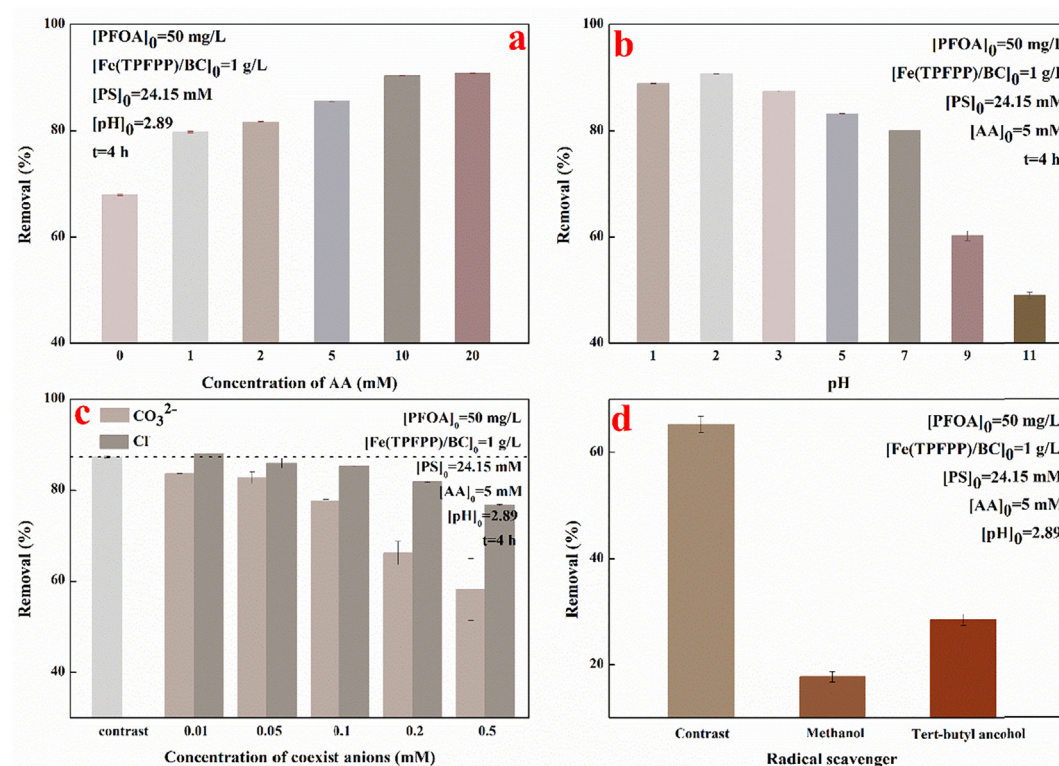 a
[PFOA]₀=50 mg/L
[Fe(TPFPP)/BC]₀=1 g/L
[PS]₀=24.15 mM
[pH]₀=2.89
t=4 h
Removal (%)
100
80
60
40
0 1 2 5 10 20
Concentration of AA (mM)
b
[PFOA]₀=50 mg/L
[Fe(TPFPP)/BC]₀=1 g/L
[PS]₀=24.15 mM
[AA]₀=5 mM
t=4 h
Removal (%)
100
80
60
40
1 2 3 5 7 9 11
pH
c
CO₃²⁻
Cl
[PFOA]₀=50 mg/L
[Fe(TPFPP)/BC]₀=1 g/L
[PS]₀=24.15 mM
[AA]₀=5 mM
[pH]₀=2.89
t=4 h
Removal (%)
100
80
60
40
contrast 0.01 0.05 0.1 0.2 0.5
Concentration of coexist anions (mM)
d
[PFOA]₀=50 mg/L
[Fe(TPFPP)/BC]₀=1 g/L
[PS]₀=24.15 mM
[AA]₀=5 mM
[pH]₀=2.89
Removal (%)
60
40
20
Contrast Methanol Tert-butyl ancohol
Radical scavenger